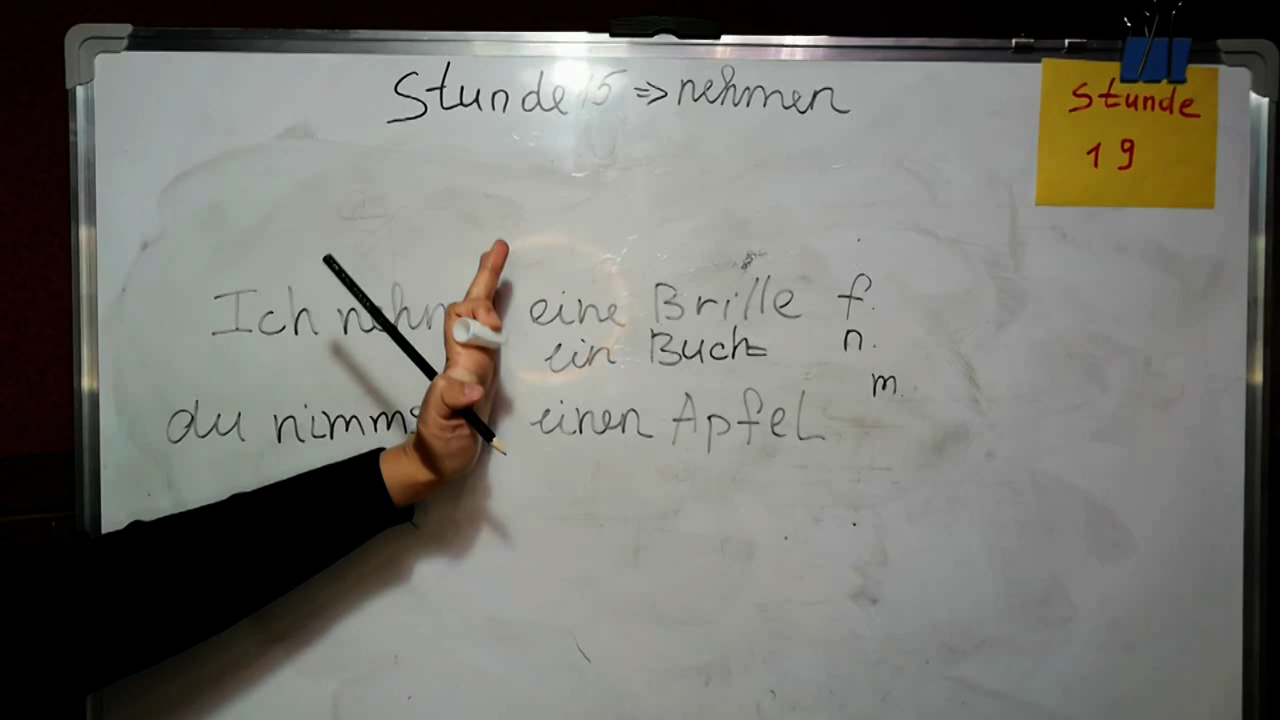 Stunde 15 => nehmen
Stunde
19
Ich eine Brille f.
ein Buch n.
m.
du einen Apfel